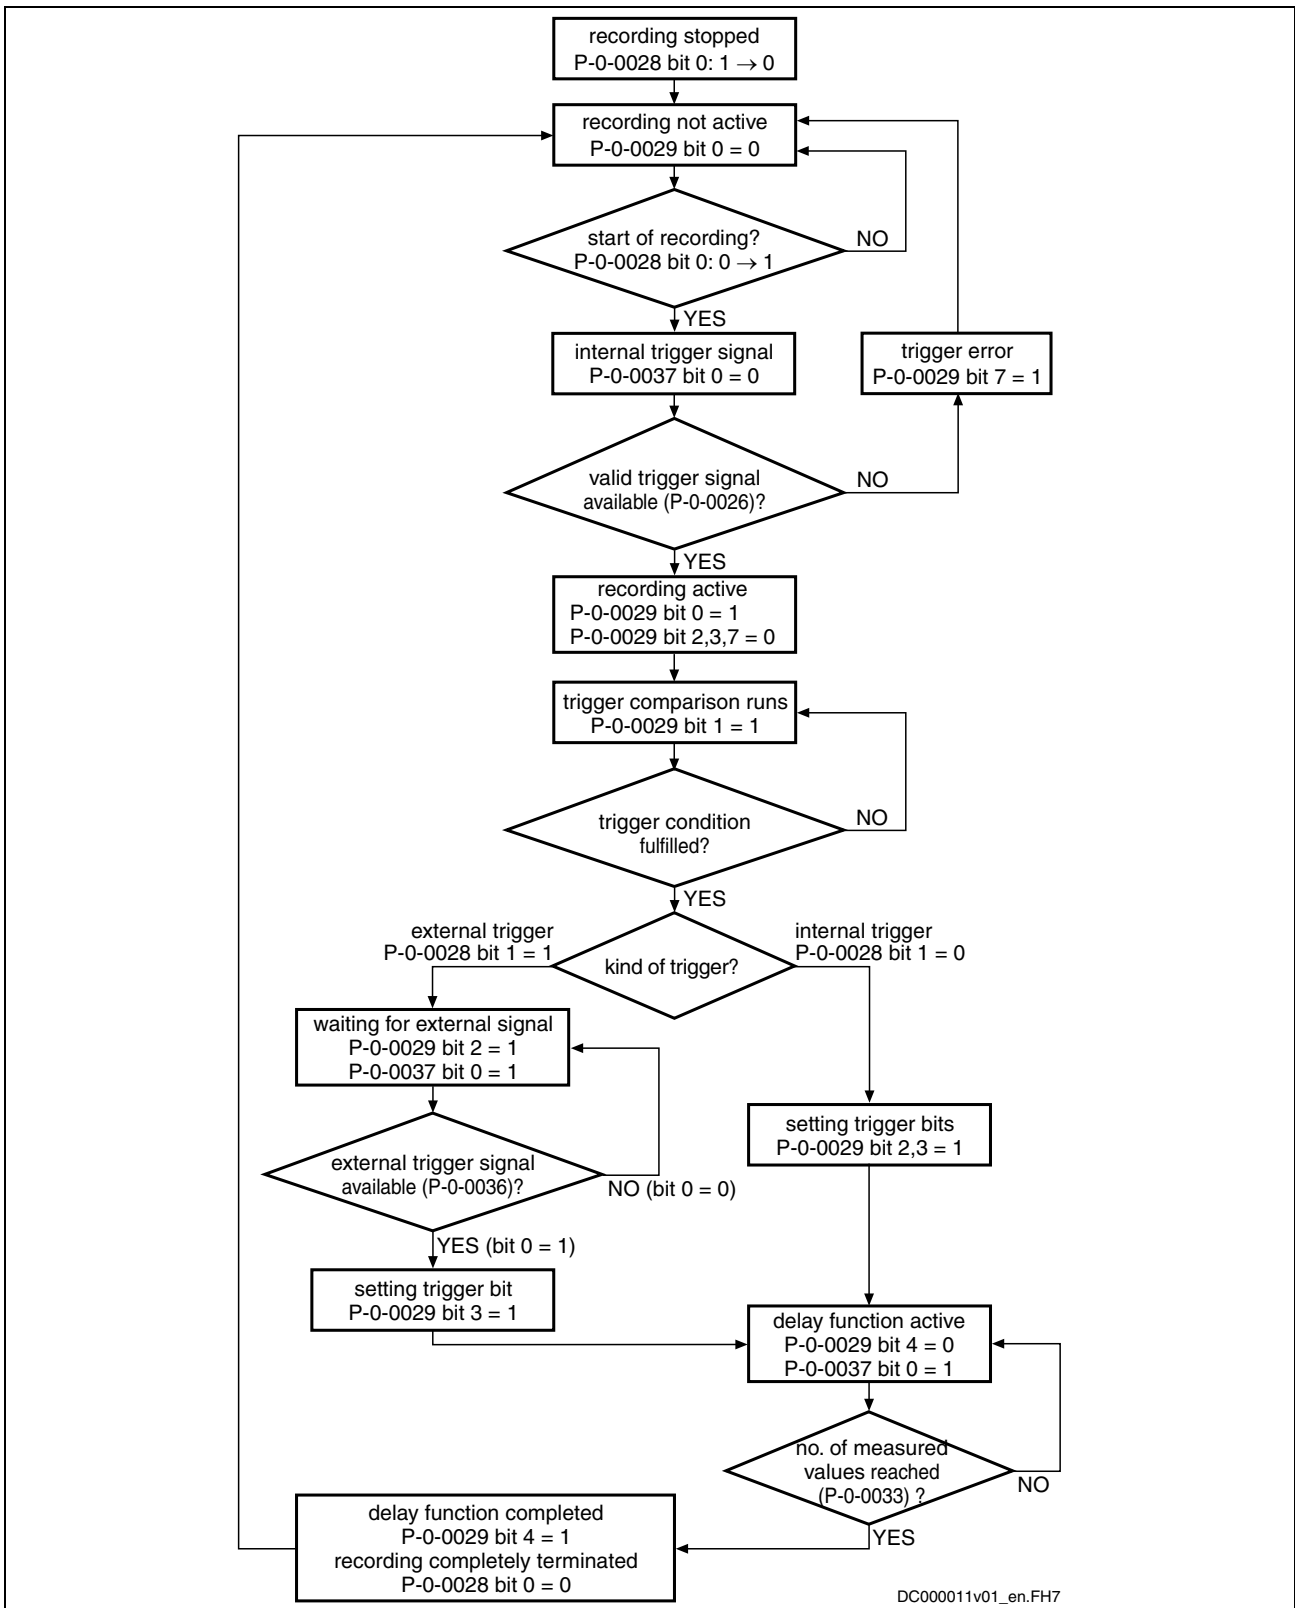 recording stopped
P-0-0028 bit 0: 1 → 0
recording not active
P-0-0029 bit 0 = 0
start of recording?
P-0-0028 bit 0: 0 → 1
NO
YES
internal trigger signal
P-0-0037 bit 0 = 0
trigger error
P-0-0029 bit 7 = 1
valid trigger signal
available (P-0-0026)?
NO
YES
recording active
P-0-0029 bit 0 = 1
P-0-0029 bit 2,3,7 = 0
trigger comparison runs
P-0-0029 bit 1 = 1
trigger condition
fulfilled?
NO
YES
external trigger
P-0-0028 bit 1 = 1
kind of trigger?
internal trigger
P-0-0028 bit 1 = 0
waiting for external signal
P-0-0029 bit 2 = 1
P-0-0037 bit 0 = 1
setting trigger bits
P-0-0029 bit 2,3 = 1
external trigger signal
available (P-0-0036)?
NO (bit 0 = 0)
YES (bit 0 = 1)
setting trigger bit
P-0-0029 bit 3 = 1
delay function active
P-0-0029 bit 4 = 0
P-0-0037 bit 0 = 1
no. of measured
values reached
(P-0-0033) ?
NO
YES
delay function completed
P-0-0029 bit 4 = 1
recording completely terminated
P-0-0028 bit 0 = 0
DC000011v01_en.FH7